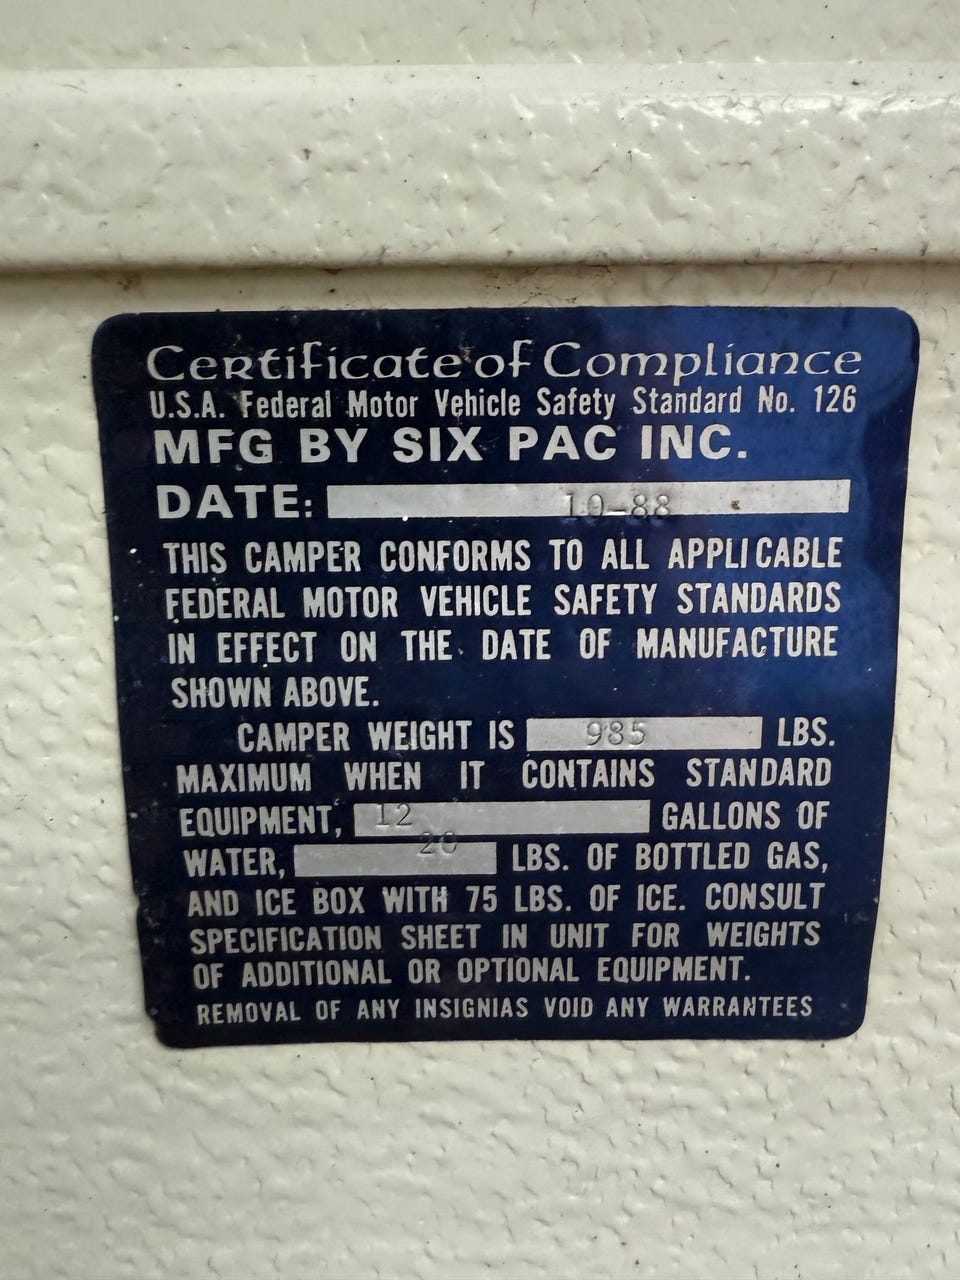 Certificate of Compliance
U.S.A. Federal Motor Vehicle Safety Standard No. 126
MFG BY SIX PAC INC.
DATE: 10-88
THIS CAMPER CONFORMS TO ALL APPLICABLE
FEDERAL MOTOR VEHICLE SAFETY STANDARDS
IN EFFECT ON THE DATE OF MANUFACTURE
SHOWN ABOVE.
CAMPER WEIGHT IS 985 LBS.
MAXIMUM WHEN IT CONTAINS STANDARD
EQUIPMENT, 12 GALLONS OF
WATER, 20 LBS. OF BOTTLED GAS,
AND ICE BOX WITH 75 LBS. OF ICE. CONSULT
SPECIFICATION SHEET IN UNIT FOR WEIGHTS
OF ADDITIONAL OR OPTIONAL EQUIPMENT.
REMOVAL OF ANY INSIGNIAS VOID ANY WARRANTEES